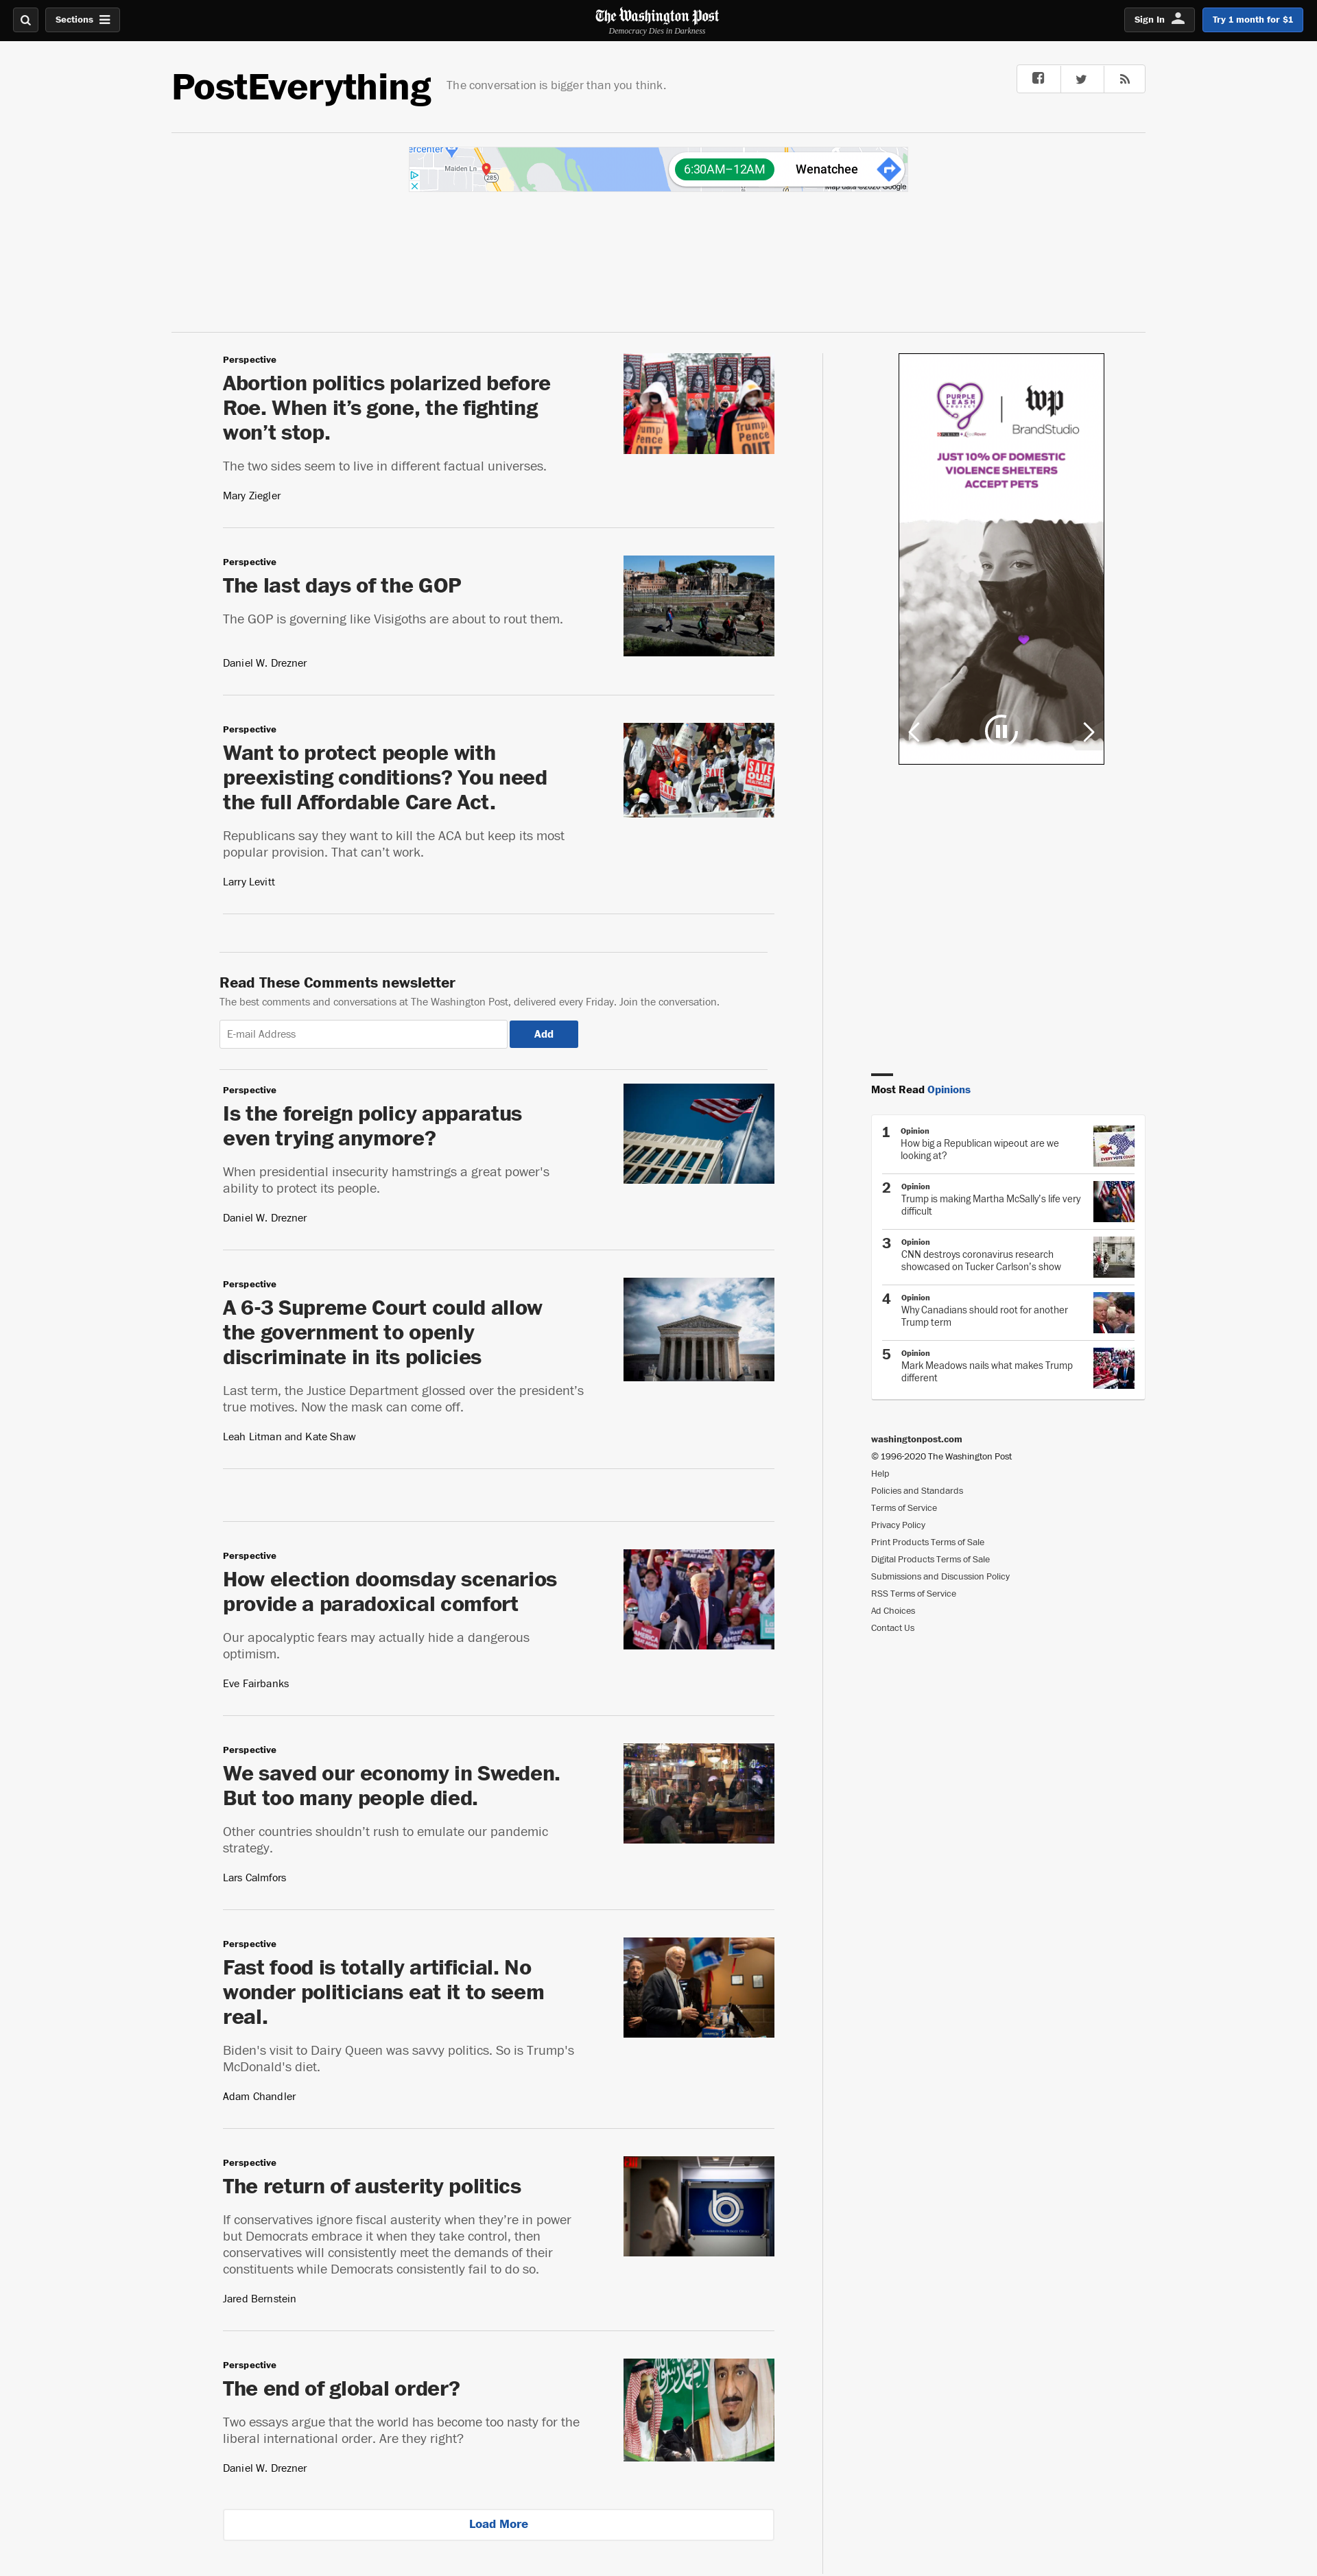 Sections
The Washington Post
Democracy Dies in Darkness
Sign In
Try 1 month for $1
PostEverything
The conversation is bigger than you think.
ercenter
Maiden Ln
285
6:30AM–12AM
Wenatchee
Map data ©2020 Google
Perspective
Abortion politics polarized before
Roe. When it’s gone, the fighting
won’t stop.
The two sides seem to live in different factual universes.
Mary Ziegler
Trump
Pence
OUT
Trump
Pence
OUT
Perspective
The last days of the GOP
The GOP is governing like Visigoths are about to rout them.
Daniel W. Drezner
Perspective
Want to protect people with
preexisting conditions? You need
the full Affordable Care Act.
Republicans say they want to kill the ACA but keep its most
popular provision. That can’t work.
Larry Levitt
SAVE
SAVE
SAVE
OUR
Read These Comments newsletter
The best comments and conversations at The Washington Post, delivered every Friday. Join the conversation.
E-mail Address
Add
Perspective
Is the foreign policy apparatus
even trying anymore?
When presidential insecurity hamstrings a great power's
ability to protect its people.
Daniel W. Drezner
Perspective
A 6-3 Supreme Court could allow
the government to openly
discriminate in its policies
Last term, the Justice Department glossed over the president’s
true motives. Now the mask can come off.
Leah Litman and Kate Shaw
Perspective
How election doomsday scenarios
provide a paradoxical comfort
Our apocalyptic fears may actually hide a dangerous
optimism.
Eve Fairbanks
Perspective
We saved our economy in Sweden.
But too many people died.
Other countries shouldn’t rush to emulate our pandemic
strategy.
Lars Calmfors
Perspective
Fast food is totally artificial. No
wonder politicians eat it to seem
real.
Biden's visit to Dairy Queen was savvy politics. So is Trump's
McDonald's diet.
Adam Chandler
Perspective
The return of austerity politics
If conservatives ignore fiscal austerity when they’re in power
but Democrats embrace it when they take control, then
conservatives will consistently meet the demands of their
constituents while Democrats consistently fail to do so.
Jared Bernstein
Perspective
The end of global order?
Two essays argue that the world has become too nasty for the
liberal international order. Are they right?
Daniel W. Drezner
Load More
PURPLE
LEASH
PROJECT
wp
BrandStudio
JUST 10% OF DOMESTIC
VIOLENCE SHELTERS
ACCEPT PETS
Most Read Opinions
1 Opinion
How big a Republican wipeout are we
looking at?
EVERY VOTE COUNT
2 Opinion
Trump is making Martha McSally’s life very
difficult
3 Opinion
CNN destroys coronavirus research
showcased on Tucker Carlson’s show
4 Opinion
Why Canadians should root for another
Trump term
5 Opinion
Mark Meadows nails what makes Trump
different
washingtonpost.com
© 1996-2020 The Washington Post
Help
Policies and Standards
Terms of Service
Privacy Policy
Print Products Terms of Sale
Digital Products Terms of Sale
Submissions and Discussion Policy
RSS Terms of Service
Ad Choices
Contact Us